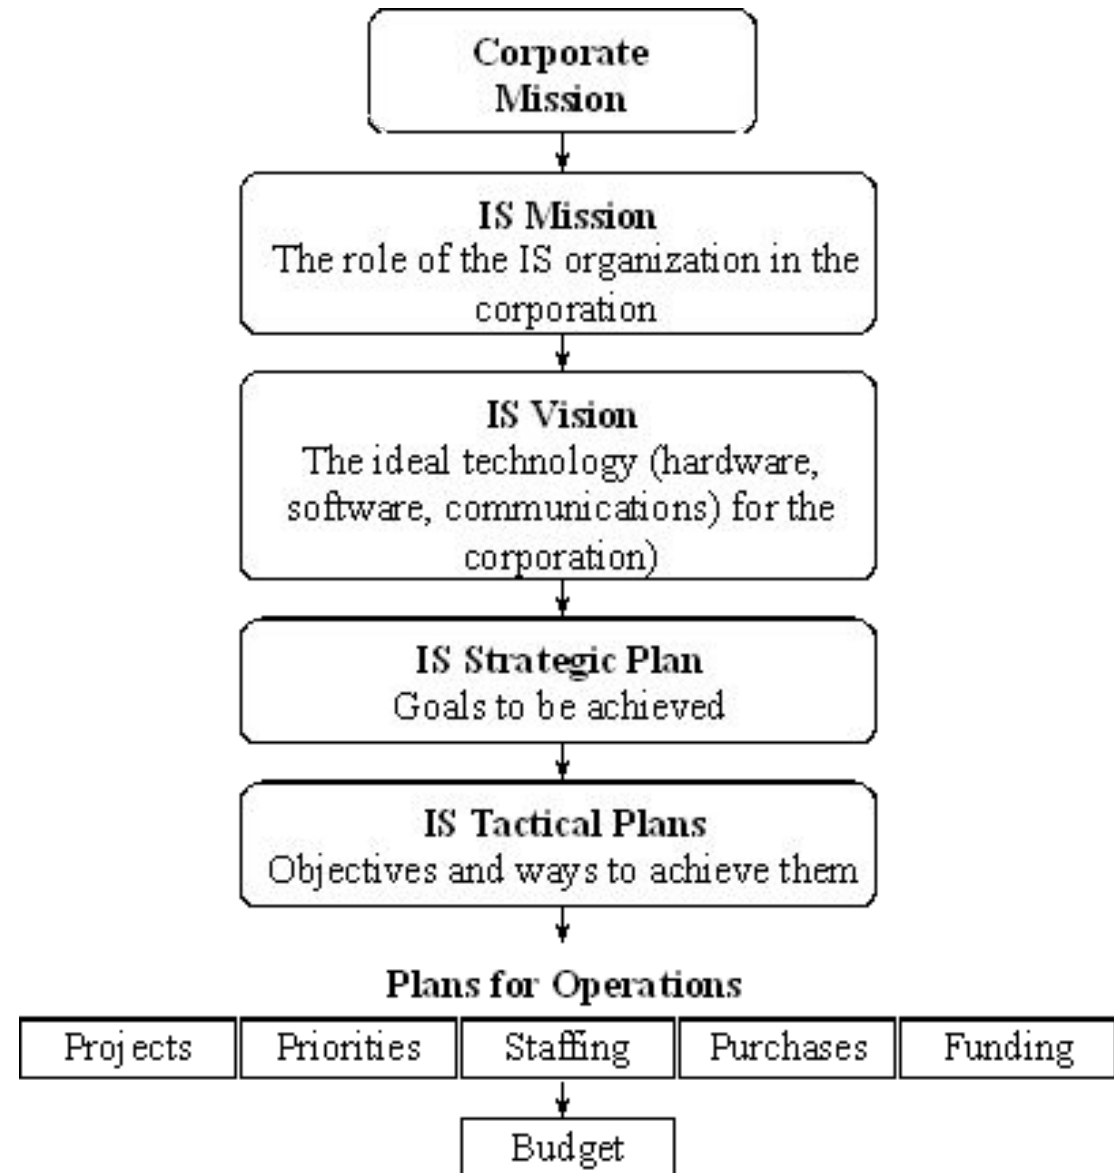 Corporate
Mission
IS Mission
The role of the IS organization in the
corporation
IS Vision
The ideal technology (hardware,
software, communications) for the
corporation)
IS Strategic Plan
Goals to be achieved
IS Tactical Plans
Objectives and ways to achieve them
Plans for Operations
Projects Priorities Staffing Purchases Funding
Budget